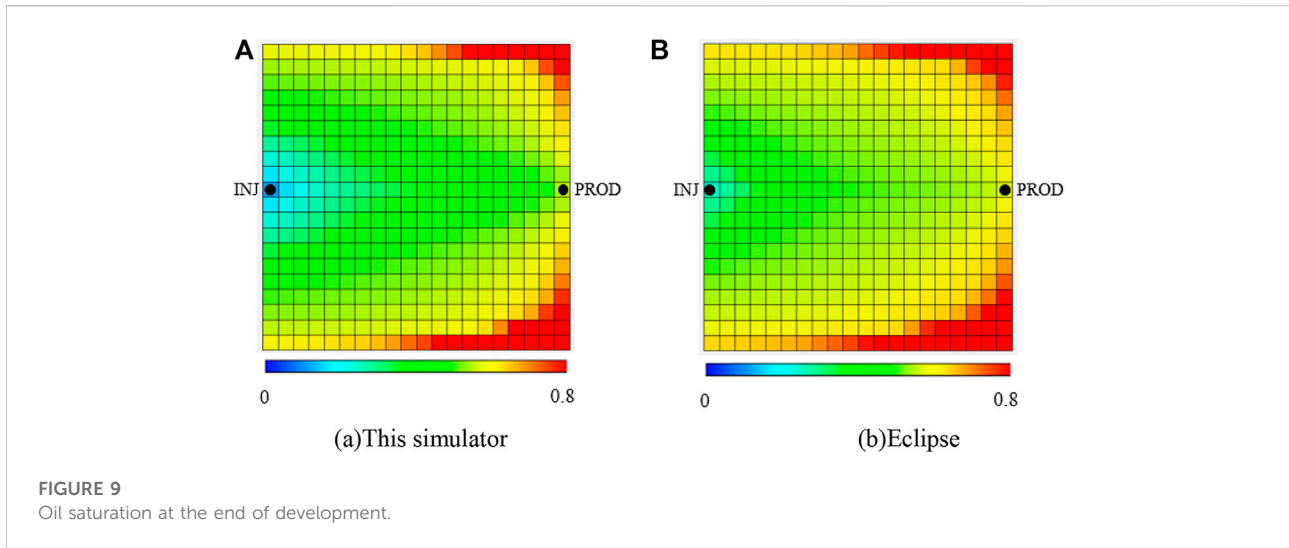 A
B
INJ
PROD
INJ
PROD
0
0.8
0
0.8
(a)This simulator
(b)Eclipse
FIGURE 9
Oil saturation at the end of development.